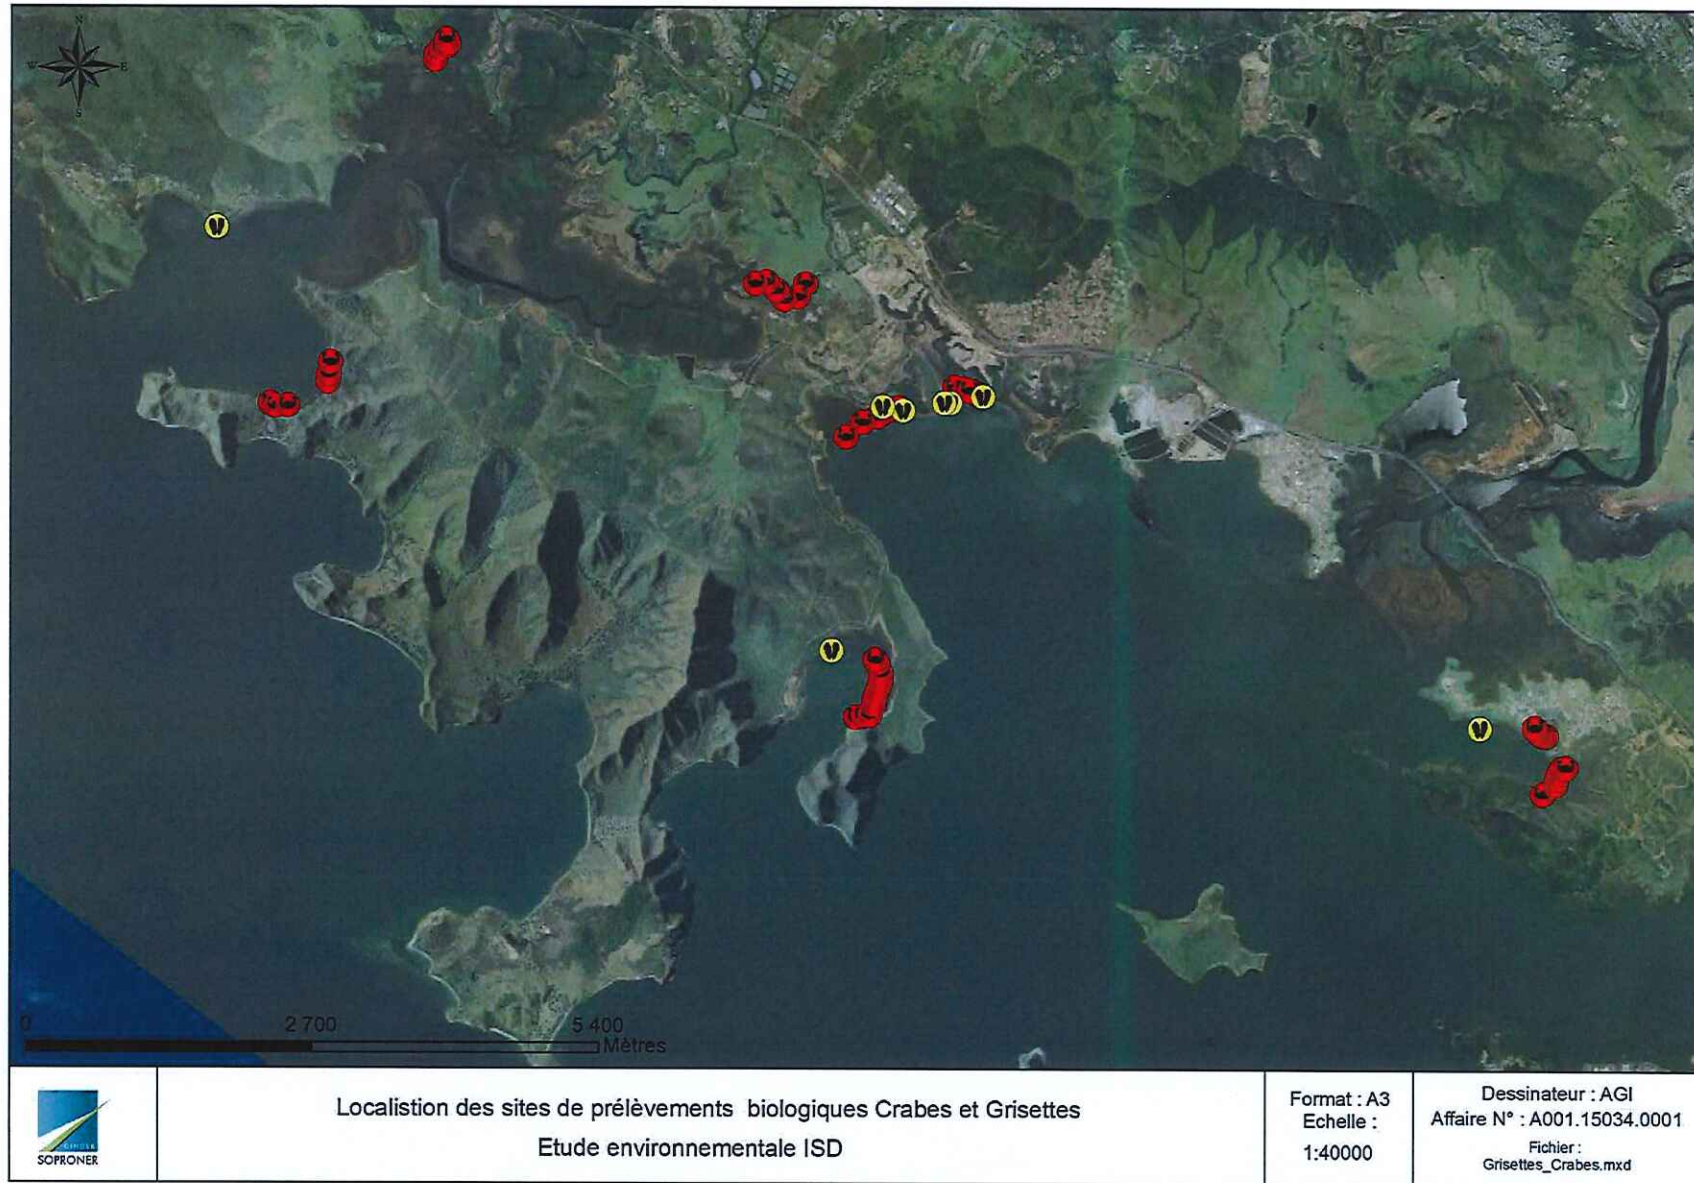 N
W E
S
0 2 700 5 400
Mètres
GINGER
SOPRONER
Localistion des sites de prélèvements biologiques Crabes et Grisettes
Etude environnementale ISD
Format : A3
Echelle :
1:40000
Dessinateur : AGI
Affaire N° : A001.15034.0001
Fichier :
Grisettes_Crabes.mxd